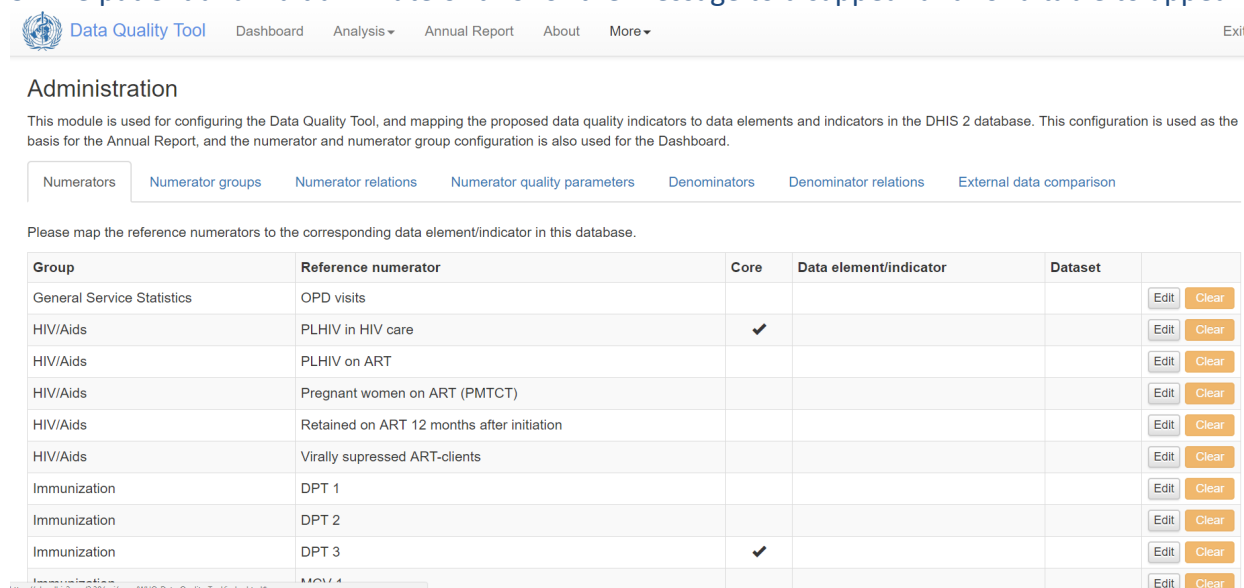 Data Quality Tool Dashboard Analysis Annual Report About More Exit
Administration
This module is used for configuring the Data Quality Tool, and mapping the proposed data quality indicators to data elements and indicators in the DHIS 2 database. This configuration is used as the
basis for the Annual Report, and the numerator and numerator group configuration is also used for the Dashboard.
Numerators Numerator groups Numerator relations Numerator quality parameters Denominators Denominator relations External data comparison
Please map the reference numerators to the corresponding data element/indicator in this database.
Group Reference numerator Core Data element/indicator Dataset
General Service Statistics OPD visits Edit Clear
HIV/Aids PLHIV in HIV care ✔ Edit Clear
HIV/Aids PLHIV on ART Edit Clear
HIV/Aids Pregnant women on ART (PMTCT) Edit Clear
HIV/Aids Retained on ART 12 months after initiation Edit Clear
HIV/Aids Virally supressed ART-clients Edit Clear
Immunization DPT 1 Edit Clear
Immunization DPT 2 Edit Clear
Immunization DPT 3 ✔ Edit Clear
Immunization MCV 1 Edit Clear